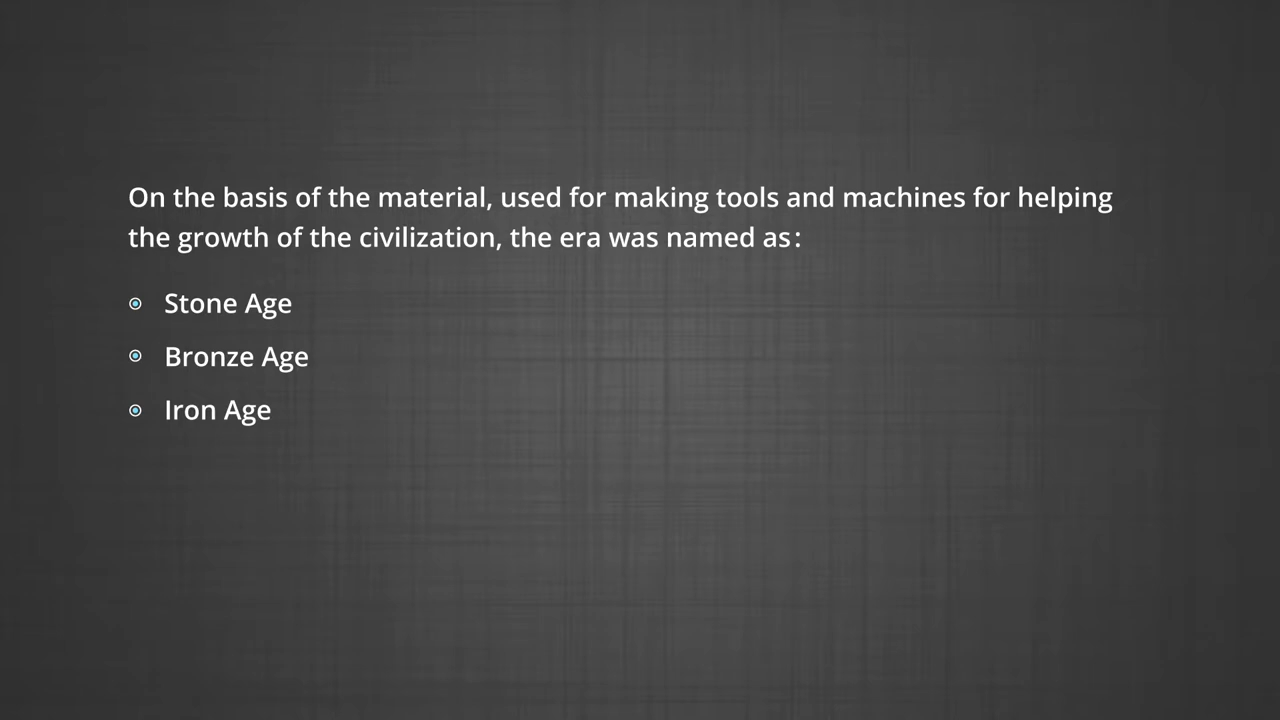 On the basis of the material, used for making tools and machines for helping
the growth of the civilization, the era was named as:
Stone Age
Bronze Age
Iron Age